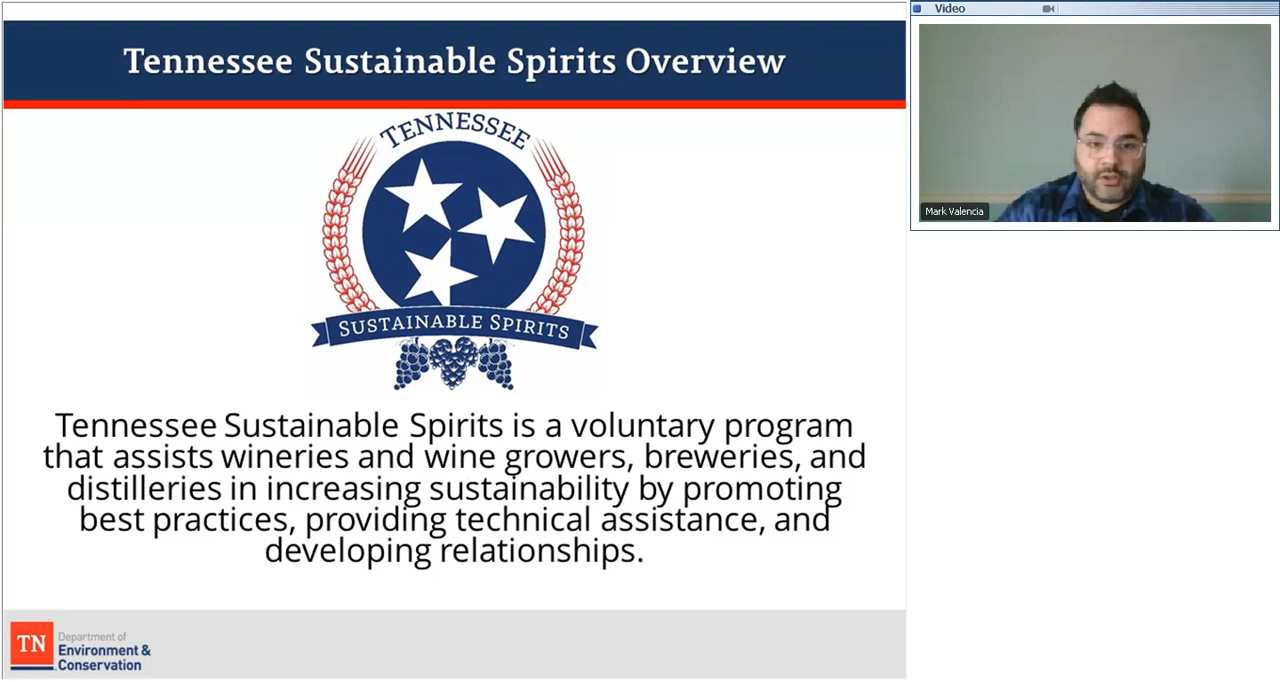 Tennessee Sustainable Spirits Overview
TENNESSEE
SUSTAINABLE SPIRITS
Tennessee Sustainable Spirits is a voluntary program
that assists wineries and wine growers, breweries, and
distilleries in increasing sustainability by promoting
best practices, providing technical assistance, and
developing relationships.
TN
Department of
Environment &
Conservation
Video
Mark Valencia